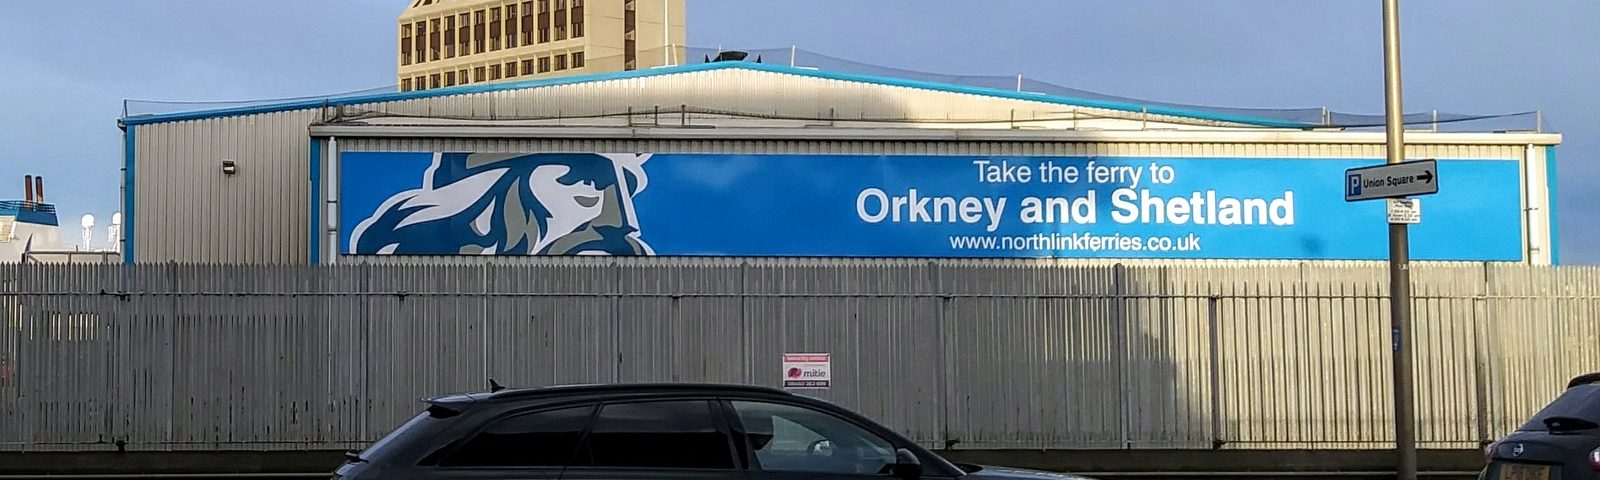 Take the ferry to
Orkney and Shetland
www.northlinkferries.co.uk
P Union Square
mitie